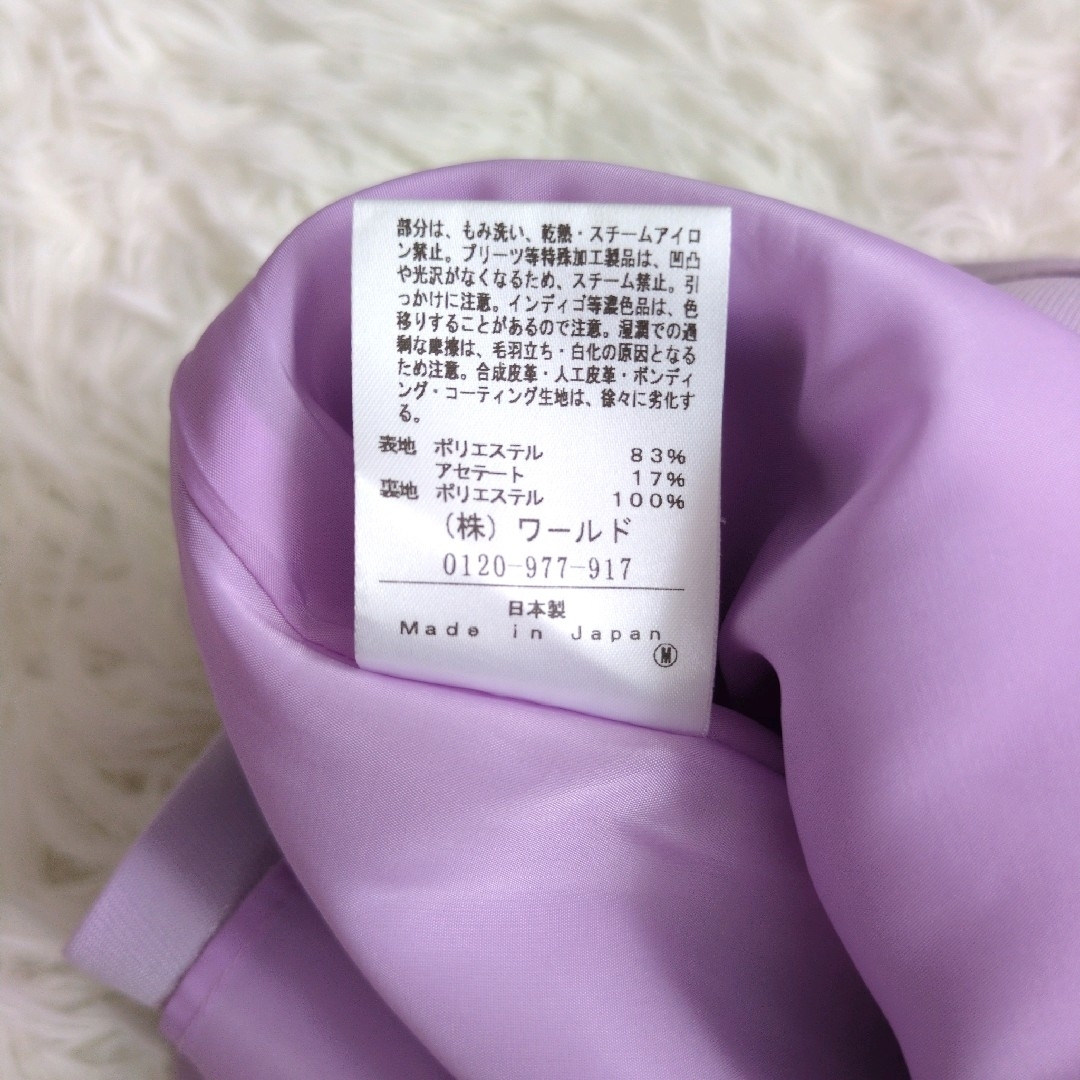 部分は、もみ洗い、乾熱・スチームアイロ
ン禁止。プリーツ等特殊加工製品は、凹凸
や光沢がなくなるため、スチーム禁止。引
っかけに注意。インディゴ等濃色品は、色
移りすることがあるので注意。湿潤での過
剰な摩擦は、毛羽立ち・白化の原因となる
ため注意。合成皮革・人工皮革・ボンディ
ング・コーティング生地は、徐々に劣化す
る。
表地 ポリエステル 83%
アセテート 17%
裏地 ポリエステル 100%
(株)ワールド
0120-977-917
日本製
Made in Japan
Ⓜ